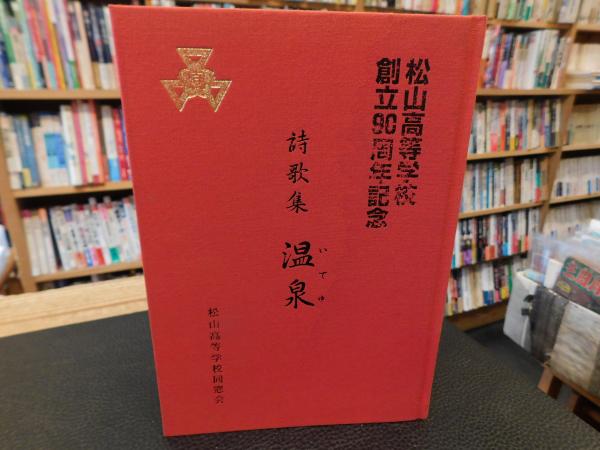 松山高等学校
創立90周年記念
詩歌集 温泉
いでゆ
松山高等学校同窓会